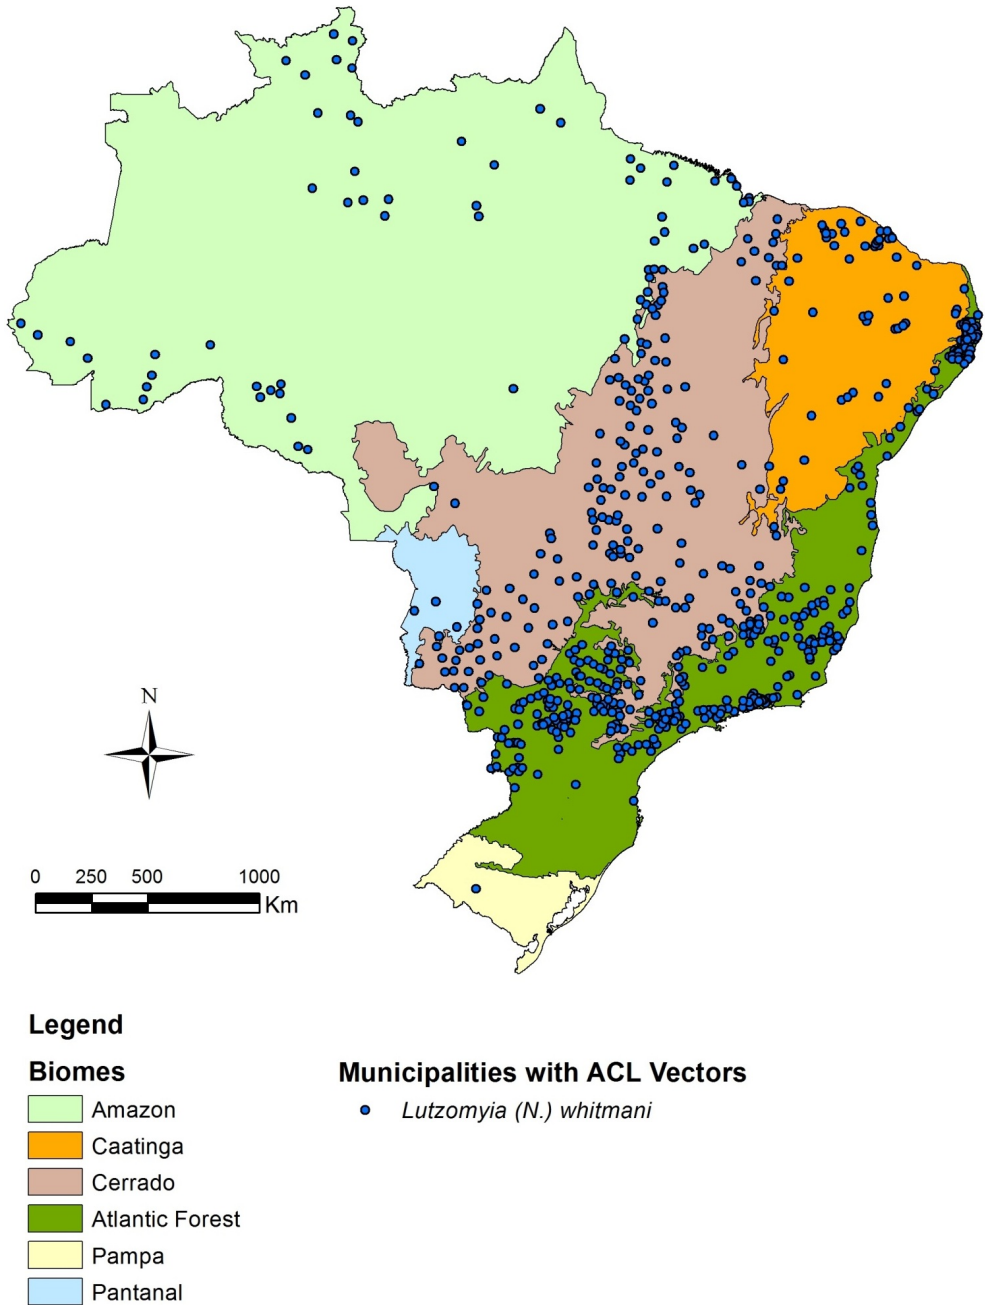 N
0 250 500 1000
Km
Legend
Biomes
Amazon
Caatinga
Cerrado
Atlantic Forest
Pampa
Pantanal
Municipalities with ACL Vectors
Lutzomyia (N.) whitmani